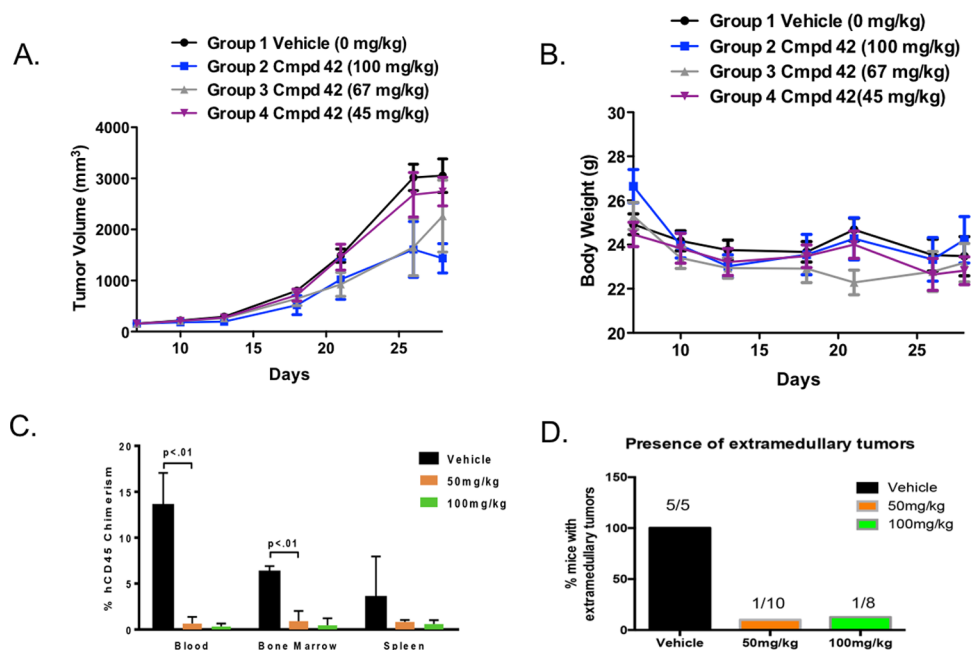 A.
Group 1 Vehicle (0 mg/kg)
Group 2 Cmpd 42 (100 mg/kg)
Group 3 Cmpd 42 (67 mg/kg)
Group 4 Cmpd 42 (45 mg/kg)
Tumor Volume (mm³)
4000
3000
2000
1000
0
10
15
20
25
Days
B.
Group 1 Vehicle (0 mg/kg)
Group 2 Cmpd 42 (100 mg/kg)
Group 3 Cmpd 42 (67 mg/kg)
Group 4 Cmpd 42(45 mg/kg)
Body Weight (g)
30
28
26
24
22
20
10
15
20
25
Days
C.
% hCD45 Chimerism
20
15
10
5
0
p<.01
p<.01
Vehicle
50mg/kg
100mg/kg
Blood
Bone Marrow
Spleen
D.
Presence of extramedullary tumors
% mice with
extramedullary tumors
150
100
50
0
5/5
1/10
1/8
Vehicle
50mg/kg
100mg/kg
Vehicle
50mg/kg
100mg/kg